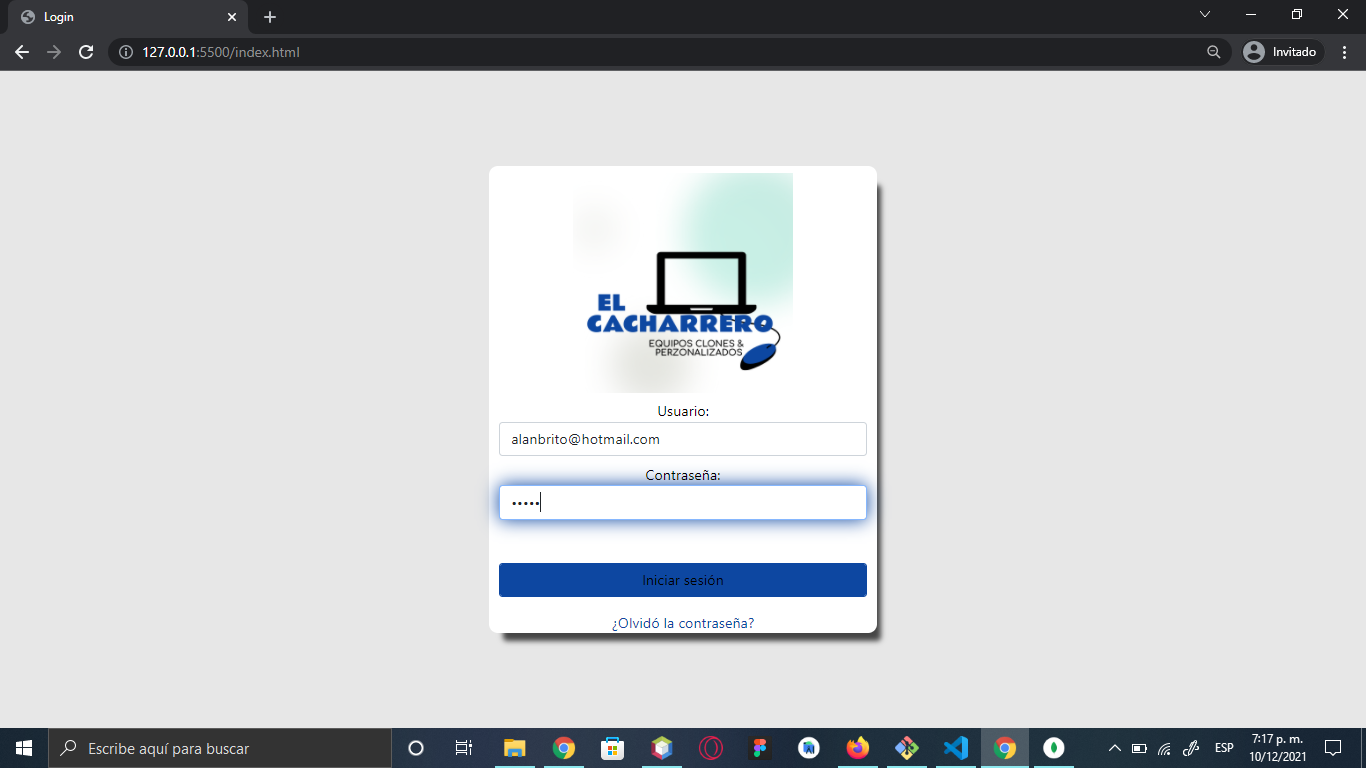 Login
127.0.0.1:5500/index.html
Invitado
EL
CACHARRERO
EQUIPOS CLONES &
PERZONALIZADOS
Usuario:
alanbrito@hotmail.com
Contraseña:
•••••
Iniciar sesión
¿Olvidó la contraseña?
Escribe aquí para buscar
ESP
7:17 p. m.
10/12/2021